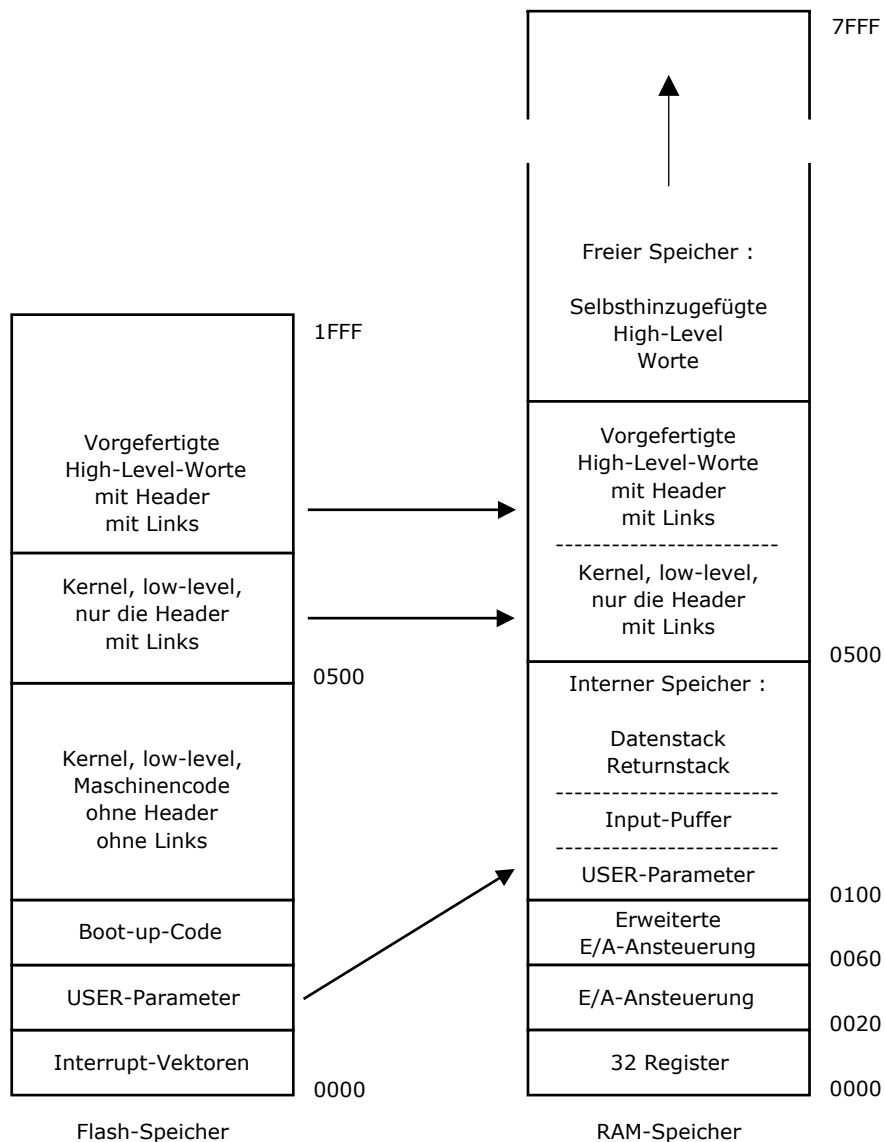 7FFF
Freier Speicher :
Selbsthinzugefügte
High-Level
Worte
1FFF
Vorgefertigte
High-Level-Worte
mit Header
mit Links
Vorgefertigte
High-Level-Worte
mit Header
mit Links
-------------------------
Kernel, low-level,
nur die Header
mit Links
Kernel, low-level,
nur die Header
mit Links
0500
0500
Kernel, low-level,
Maschinencode
ohne Header
ohne Links
Interner Speicher :
Datenstack
Returnstack
-------------------------
Input-Puffer
-------------------------
USER-Parameter
0100
Boot-up-Code
Erweiterte
E/A-Ansteuerung
0060
USER-Parameter
E/A-Ansteuerung
0020
Interrupt-Vektoren
0000
32 Register
0000
Flash-Speicher
RAM-Speicher